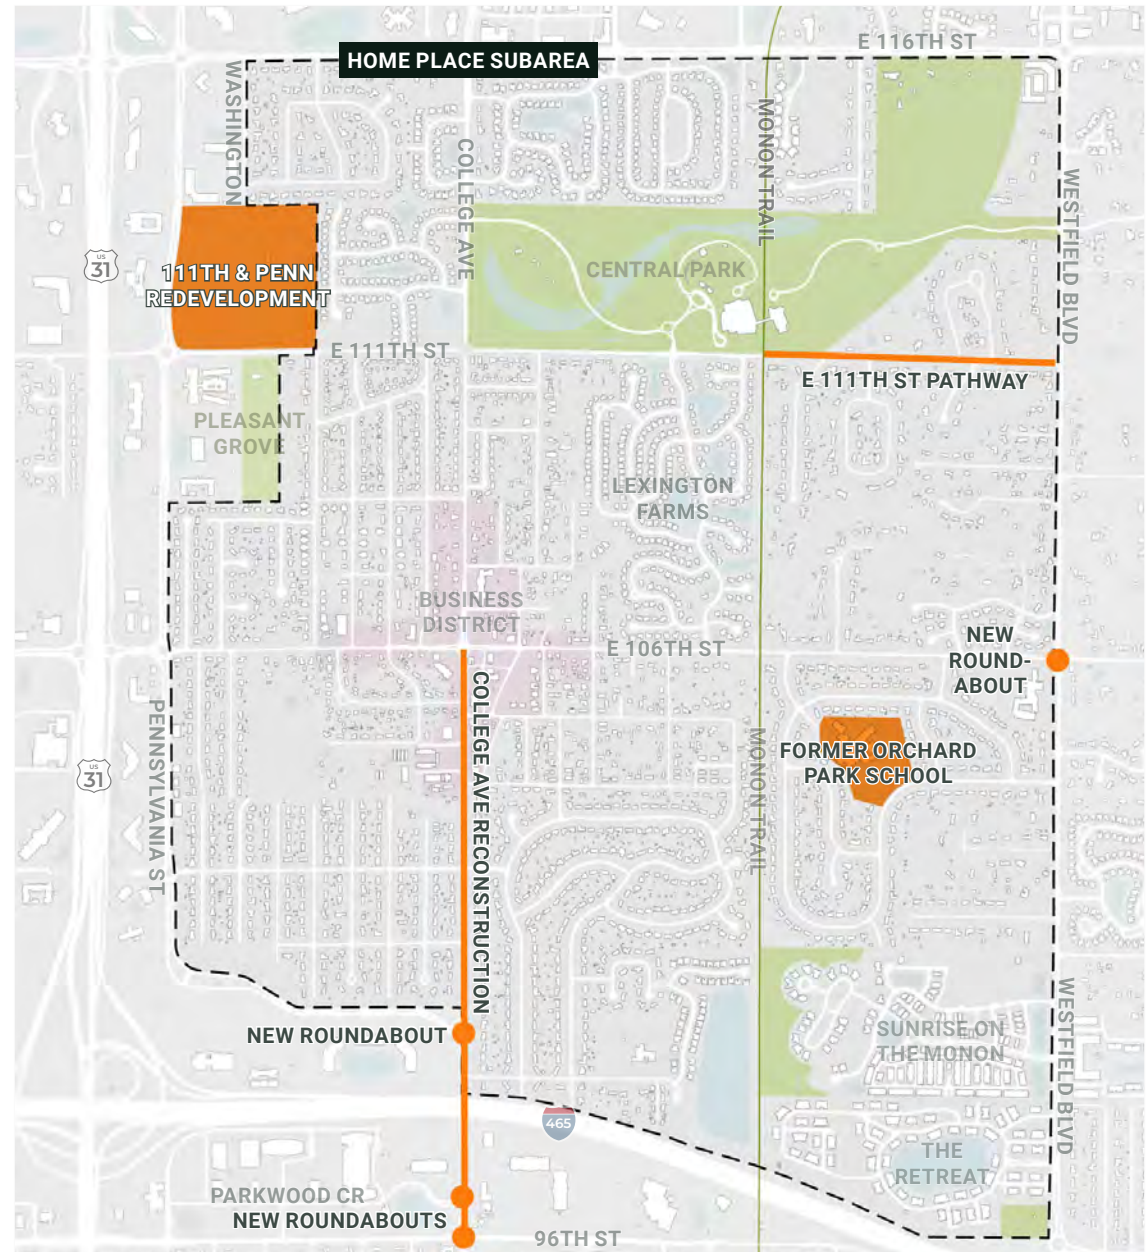 E 116TH ST
HOME PLACE SUBAREA
WASHINGTON
COLLEGE AVE
MONON TRAIL
WESTFIELD BLVD
US
31
111TH & PENN
REDEVELOPMENT
CENTRAL PARK
E 111TH ST
E 111TH ST PATHWAY
PLEASANT
GROVE
LEXINGTON
FARMS
BUSINESS
DISTRICT
E 106TH ST
NEW
ROUND-
ABOUT
PENNSYLVANIA ST
COLLEGE AVE RECONSTRUCTION
MONON TRAIL
FORMER ORCHARD
PARK SCHOOL
US
31
NEW ROUNDABOUT
SUNRISE ON
THE MONON
WESTFIELD BLVD
465
THE
RETREAT
PARKWOOD CR
NEW ROUNDABOUTS
96TH ST